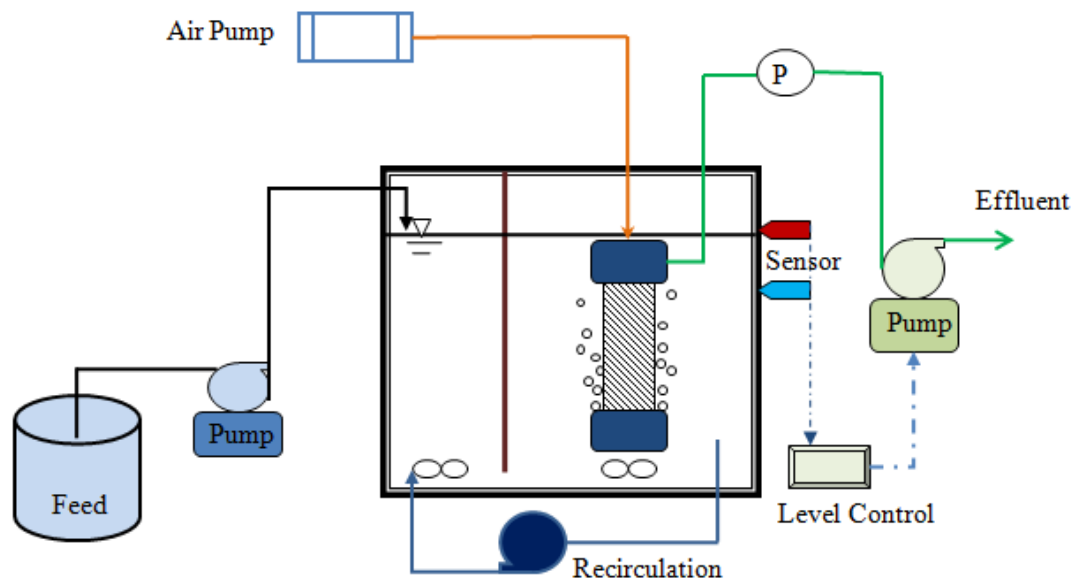 Air Pump
P
Effluent
Sensor
Pump
Pump
Feed
Level Control
Recirculation